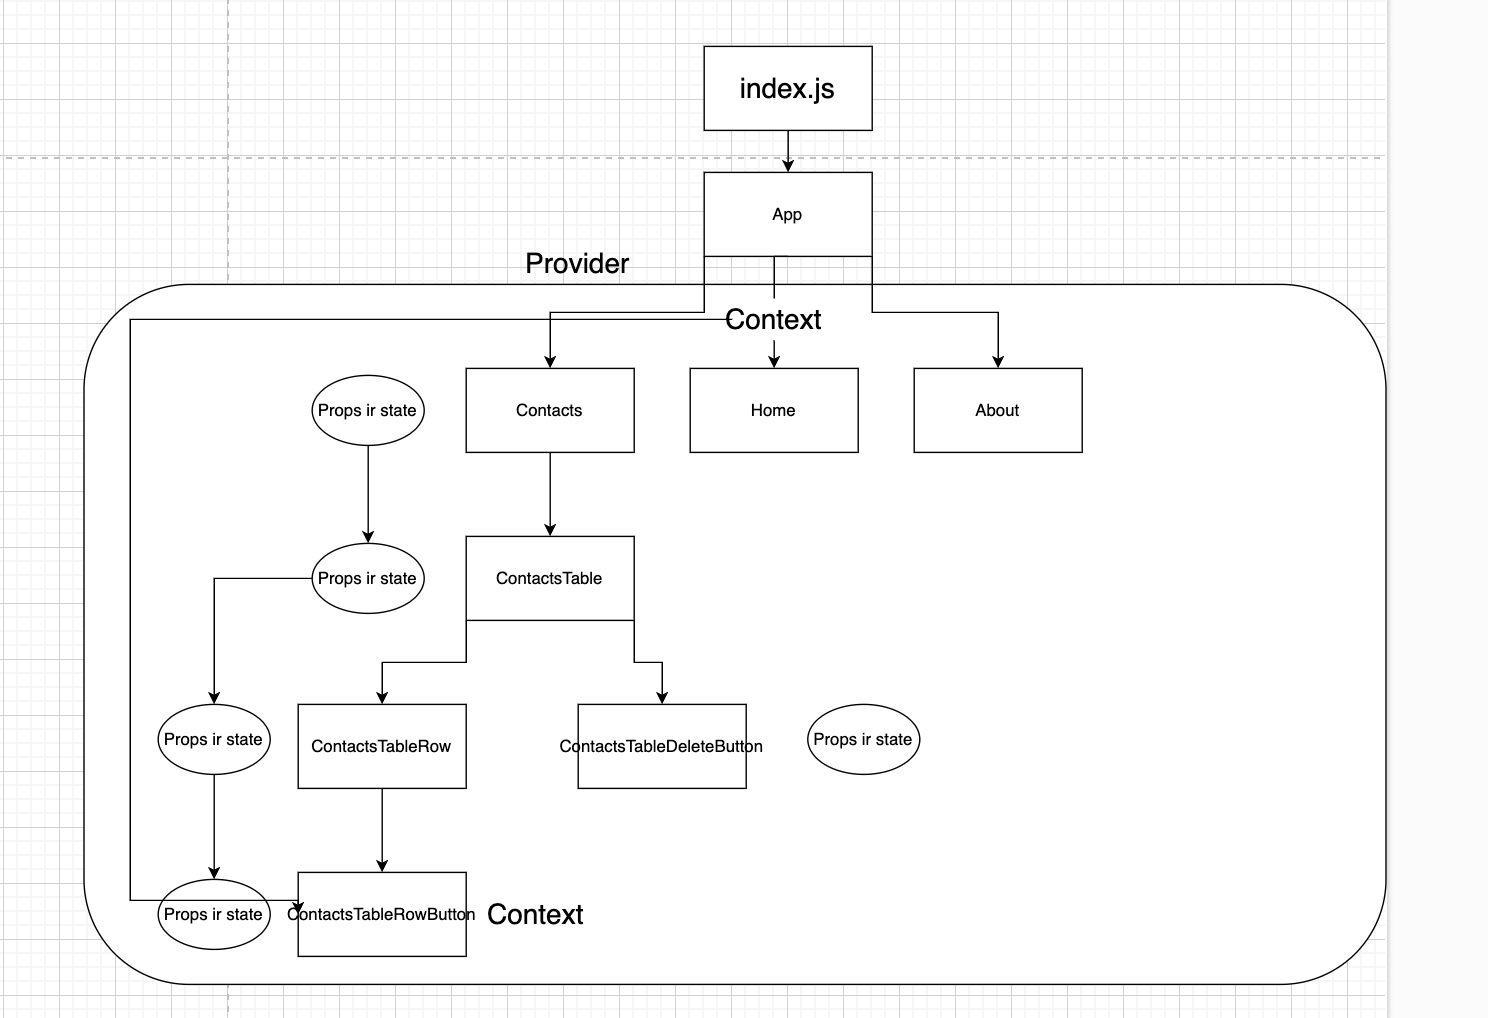 index.js
App
Provider
Context
Props ir state
Contacts
Home
About
Props ir state
ContactsTable
Props ir state
ContactsTableRow
ContactsTableDeleteButton
Props ir state
Props ir state
ContactsTableRowButton
Context